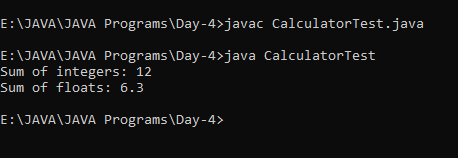 E:\JAVA\JAVA Programs\Day-4>javac CalculatorTest.java
E:\JAVA\JAVA Programs\Day-4>java CalculatorTest
Sum of integers: 12
Sum of floats: 6.3
E:\JAVA\JAVA Programs\Day-4>